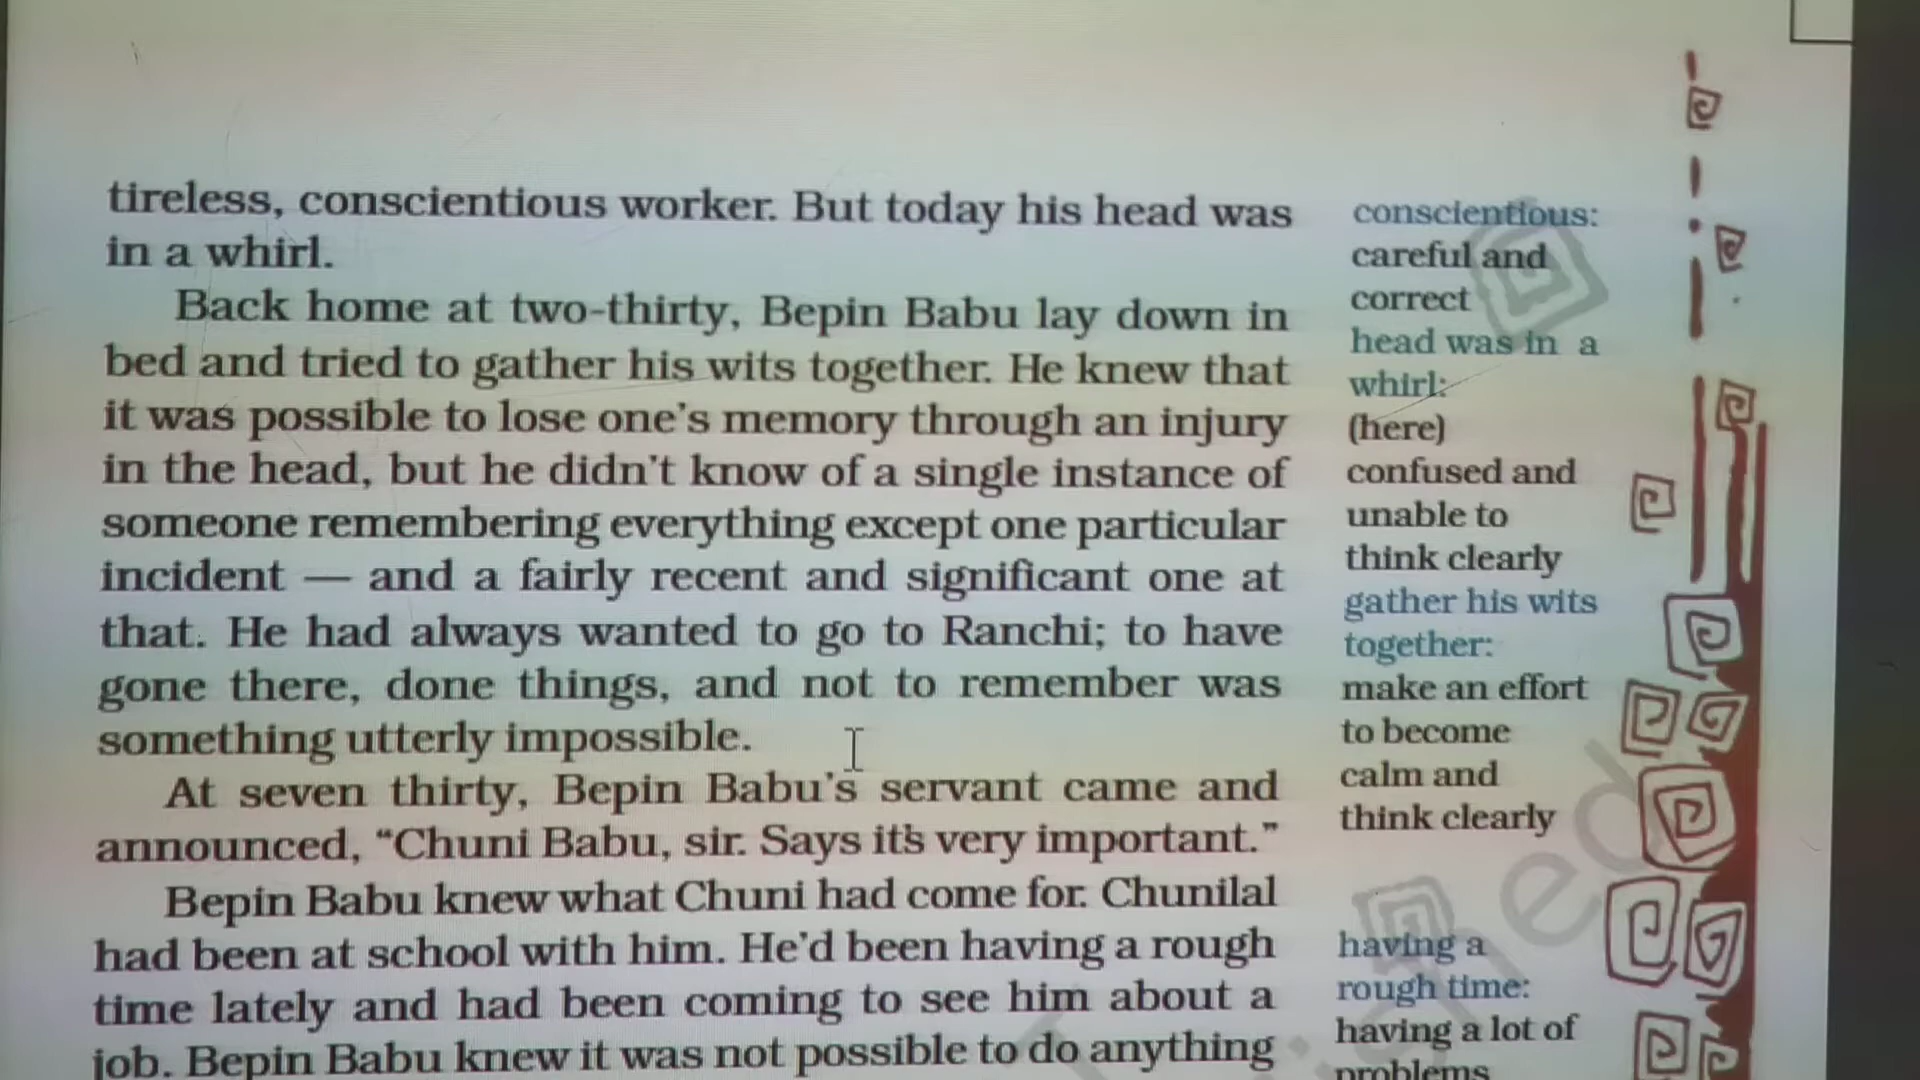 tireless, conscientious worker. But today his head was
in a whirl.
Back home at two-thirty, Bepin Babu lay down in
bed and tried to gather his wits together. He knew that
it was possible to lose one's memory through an injury
in the head, but he didn't know of a single instance of
someone remembering everything except one particular
incident — and a fairly recent and significant one at
that. He had always wanted to go to Ranchi; to have
gone there, done things, and not to remember was
something utterly impossible.
At seven thirty, Bepin Babu's servant came and
announced, “Chuni Babu, sir. Says it's very important.”
Bepin Babu knew what Chuni had come for. Chunilal
had been at school with him. He'd been having a rough
time lately and had been coming to see him about a
job. Bepin Babu knew it was not possible to do anything
conscientious:
careful and
correct
head was in a
whirl:
(here)
confused and
unable to
think clearly
gather his wits
together:
make an effort
to become
calm and
think clearly
having a
rough time:
having a lot of
problems